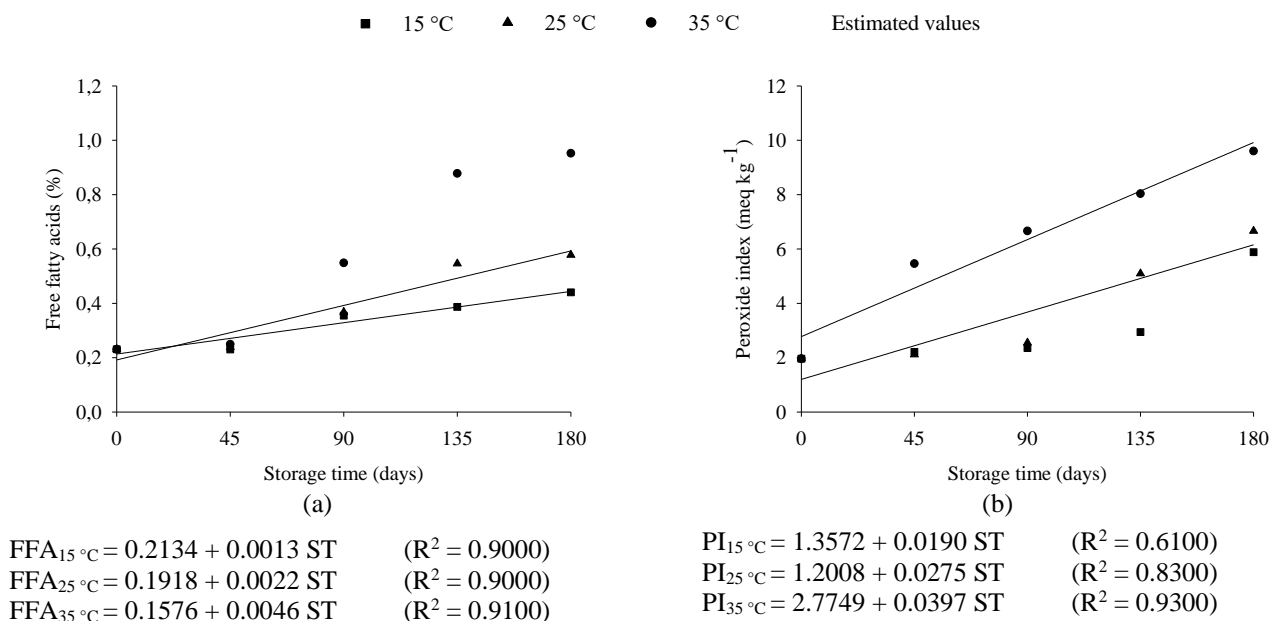 ■ 15 °C ▲ 25 °C ● 35 °C Estimated values
1,2
1,0
0,8
0,6
0,4
0,2
0,0
Free fatty acids (%)
0 45 90 135 180
Storage time (days)
(a)
12
10
8
6
4
2
0
Peroxide index (meq kg⁻¹)
0 45 90 135 180
Storage time (days)
(b)
FFA₁₅ °C = 0.2134 + 0.0013 ST (R² = 0.9000)
FFA₂₅ °C = 0.1918 + 0.0022 ST (R² = 0.9000)
FFA₃₅ °C = 0.1576 + 0.0046 ST (R² = 0.9100)
PI₁₅ °C = 1.3572 + 0.0190 ST (R² = 0.6100)
PI₂₅ °C = 1.2008 + 0.0275 ST (R² = 0.8300)
PI₃₅ °C = 2.7749 + 0.0397 ST (R² = 0.9300)